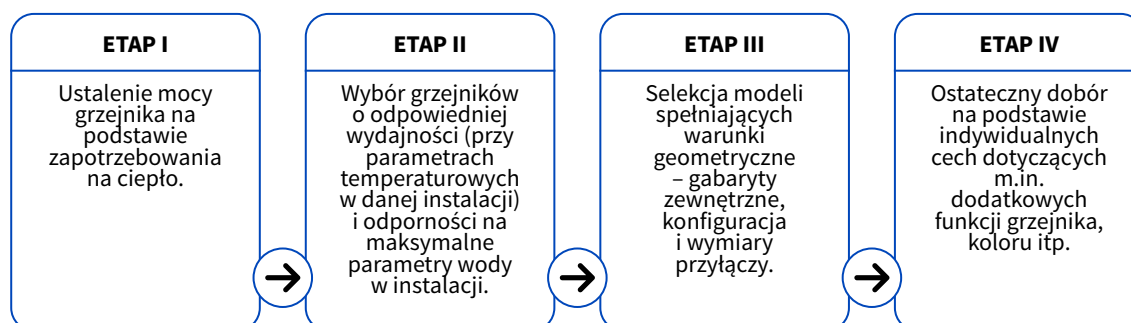 ETAP I
Ustalenie mocy
grzejnika na
podstawie
zapotrzebowania
na ciepło.
ETAP II
Wybór grzejników
o odpowiedniej
wydajności (przy
parametrach
temperaturowych
w danej instalacji)
i odporności na
maksymalne
parametry wody
w instalacji.
ETAP III
Selekcja modeli
spełniających
warunki
geometryczne
– gabaryty
zewnętrzne,
konfiguracja
i wymiary
przyłączy.
ETAP IV
Ostateczny dobór
na podstawie
indywidualnych
cech dotyczących
m.in.
dodatkowych
funkcji grzejnika,
koloru itp.